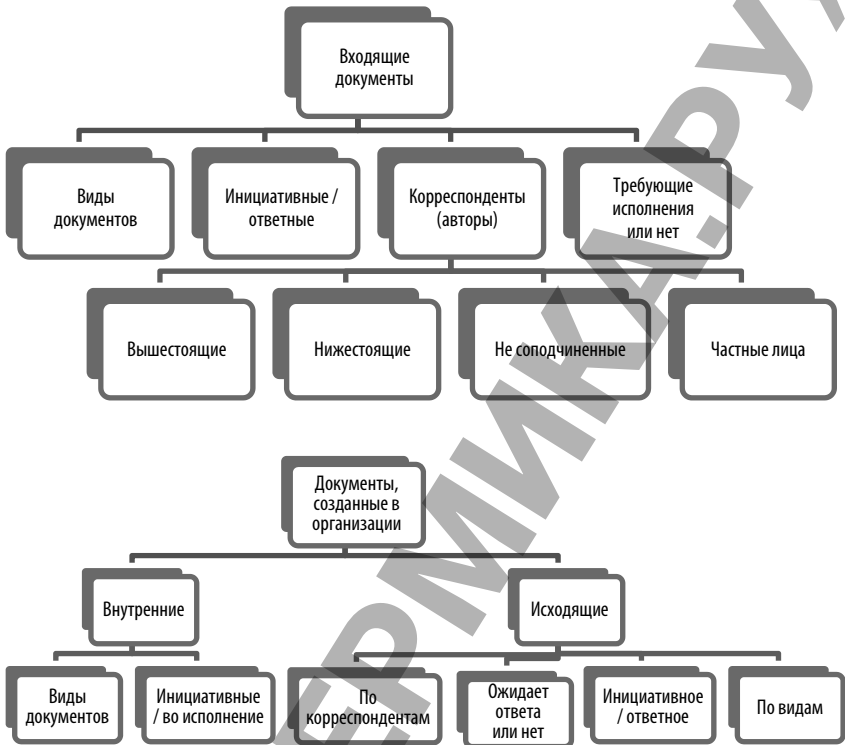 Входящие
документы
Виды
документов
Инициативные /
ответные
Корреспонденты
(авторы)
Требующие
исполнения
или нет
Вышестоящие
Нижестоящие
Не соподчиненные
Частные лица
Документы,
созданные в
организации
Внутренние
Исходящие
Виды
документов
Инициативные
/ во исполнение
По
корреспондентам
Ожидает
ответа
или нет
Инициативное
/ ответное
По видам
ЕРМИКА.РУ